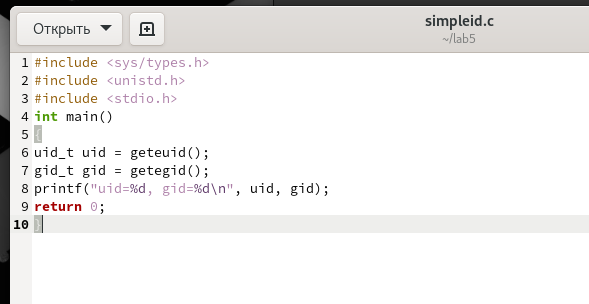 Открыть
simpleid.c
~/lab5
1 #include <sys/types.h>
2 #include <unistd.h>
3 #include <stdio.h>
4 int main()
5 {
6 uid_t uid = geteuid();
7 gid_t gid = getegid();
8 printf("uid=%d, gid=%d\n", uid, gid);
9 return 0;
10 }